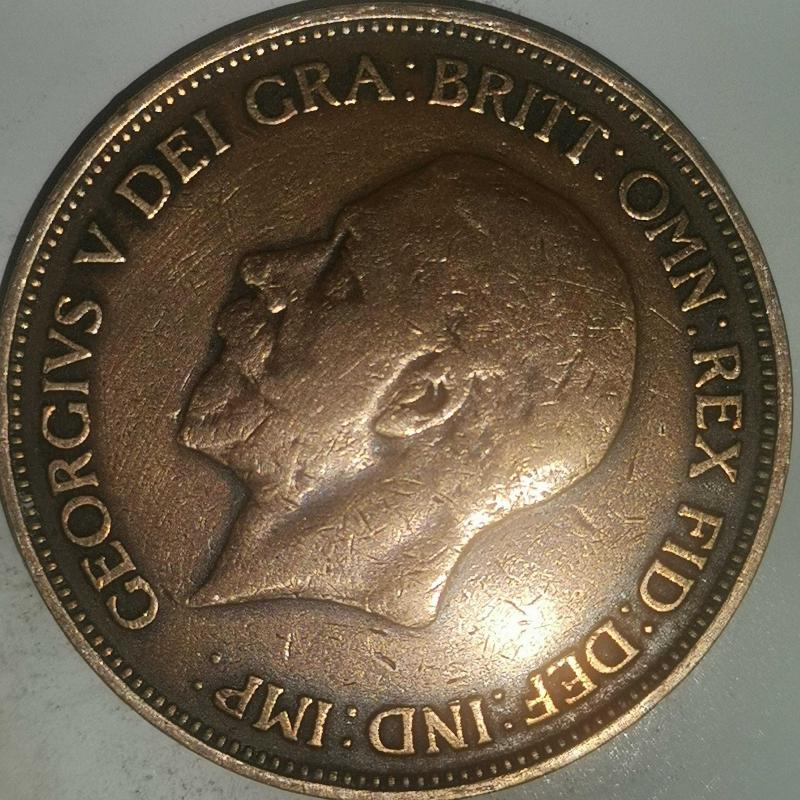 GEORGIVS V DEI GRA: BRITT: OMN: REX FID: DEF: IND: IMP.